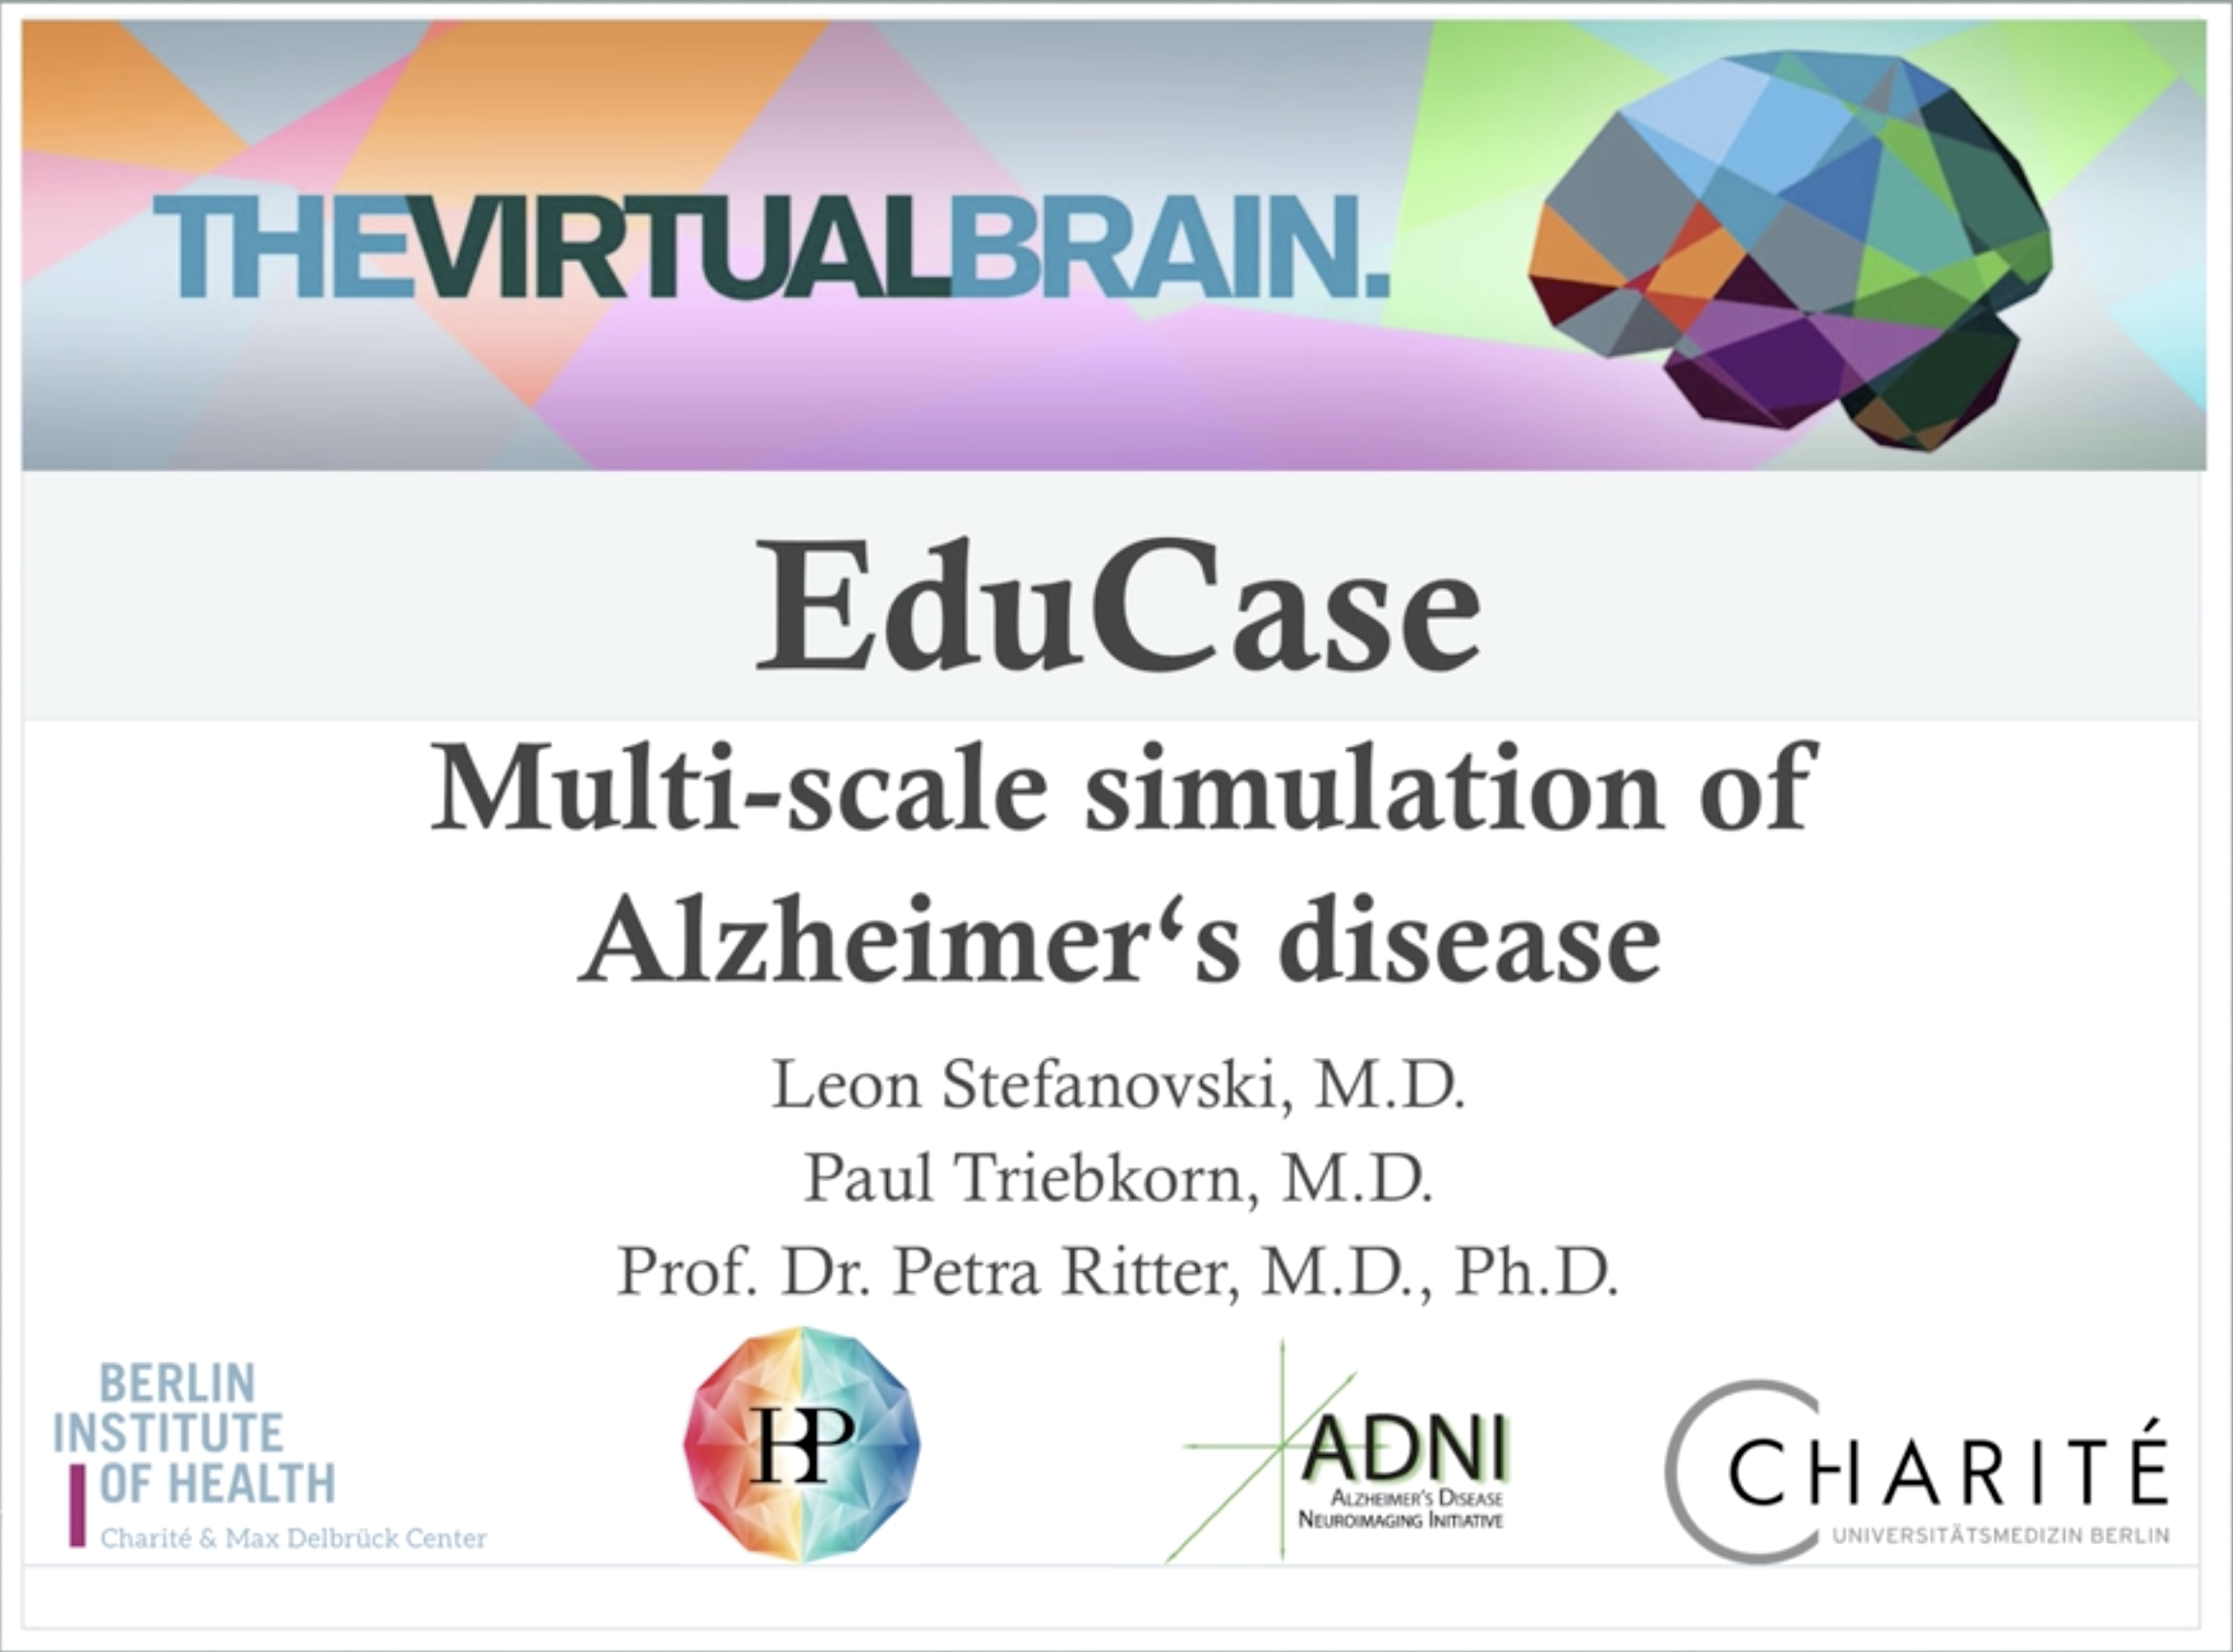 THEVIRTUALBRAIN.
EduCase
Multi-scale simulation of
Alzheimer‘s disease
Leon Stefanovski, M.D.
Paul Triebkorn, M.D.
Prof. Dr. Petra Ritter, M.D., Ph.D.
BERLIN
INSTITUTE
OF HEALTH
Charité & Max Delbrück Center
HBP
ADNI
ALZHEIMER'S DISEASE
NEUROIMAGING INITIATIVE
CHARITÉ
UNIVERSITÄTSMEDIZIN BERLIN